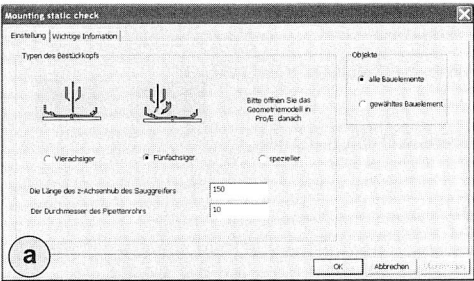 Mounting static check
Einstellung Wichtige Infomation
Typen des Bestückkopfs
Bitte öffnen Sie das
Geometriemodell in
Pro/E danach
Vierachsiger
Fünfachsiger
spezieller
Die Länge des z-Achsenhub des Sauggreifers 150
Der Durchmesser des Pipettenrohrs 10
Objekte
alle Bauelemente
gewähltes Bauelement
a
OK Abbrechen